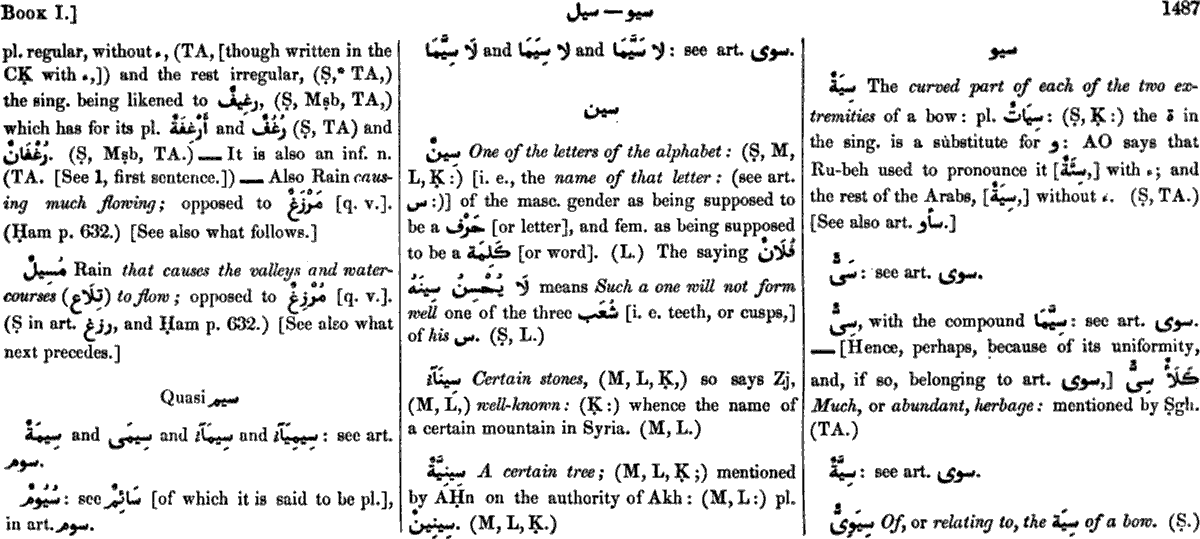 Book I.]
سيو — سيل
1487
pl. regular, without ء, (TA, [though written in the
CḲ with ء,]) and the rest irregular, (Ṣ,* TA,)
the sing. being likened to رَغِيفٌ, (Ṣ, Mṣb, TA,)
which has for its pl. أَرْغِفَةٌ and رُغُفٌ (Ṣ, TA) and
رُغْفَانٌ. (Ṣ, Mṣb, TA.) — It is also an inf. n.
(TA. [See 1, first sentence.]) — Also Rain caus-
ing much flowing; opposed to مَرْزَغٌ [q. v.].
(Ḥam p. 632.) [See also what follows.]
مُسِيلٌ Rain that causes the valleys and water-
courses (تِلَاع) to flow; opposed to مُرْزِغٌ [q. v.].
(Ṣ in art. رزغ, and Ḥam p. 632.) [See also what
next precedes.]
Quasi سيم
سِيمَةٌ and سِيمَى and سِيمَآءُ and سِيمِيَآءُ: see art.
سوم.
سُيُومٌ: see سَائِمٌ [of which it is said to be pl.],
in art. سوم.
لَا سِيَّمَا and لَا سِيَمَا and لَا سَيَّمَا: see art. سوى.
سين
سِينٌ One of the letters of the alphabet: (Ṣ, M,
L, Ḳ:) [i. e., the name of that letter: (see art.
س:)] of the masc. gender as being supposed to
be a حَرْف [or letter], and fem. as being supposed
to be a كَلِمَة [or word]. (L.) The saying فُلَانٌ
لَا يُحْسِنُ سِينَهُ means Such a one will not form
well one of the three شُعَب [i. e. teeth, or cusps,]
of his س. (Ṣ, L.)
سِينَآءُ Certain stones, (M, L, Ḳ,) so says Zj,
(M, L,) well-known: (Ḳ:) whence the name of
a certain mountain in Syria. (M, L.)
سِينِيَّةٌ A certain tree; (M, L, Ḳ;) mentioned
by AḤn on the authority of Akh: (M, L:) pl.
سِينِينٌ. (M, L, Ḳ.)
سيو
سِيَةٌ The curved part of each of the two ex-
tremities of a bow: pl. سِيَاتٌ: (Ṣ, Ḳ:) the ة in
the sing. is a substitute for و: AO says that
Ru-beh used to pronounce it [سِئَةٌ,] with ء; and
the rest of the Arabs, [سِيَةٌ,] without ء. (Ṣ, TA.)
[See also art. سأو.]
سَىٌّ: see art. سوى.
سِىٌّ, with the compound سِيَّمَا: see art. سوى.
— [Hence, perhaps, because of its uniformity,
and, if so, belonging to art. سوى,] كَلَأٌ سِىٌّ
Much, or abundant, herbage: mentioned by Ṣgh.
(TA.)
سِيَّةٌ: see art. سوى.
سِيَوِىٌّ Of, or relating to, the سِيَة of a bow. (Ṣ.)